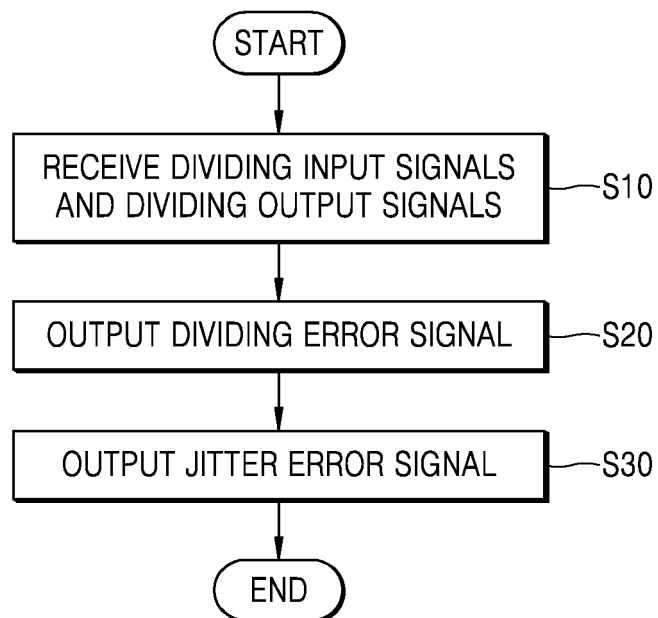 START
RECEIVE DIVIDING INPUT SIGNALS
AND DIVIDING OUTPUT SIGNALS
S10
OUTPUT DIVIDING ERROR SIGNAL
S20
OUTPUT JITTER ERROR SIGNAL
S30
END